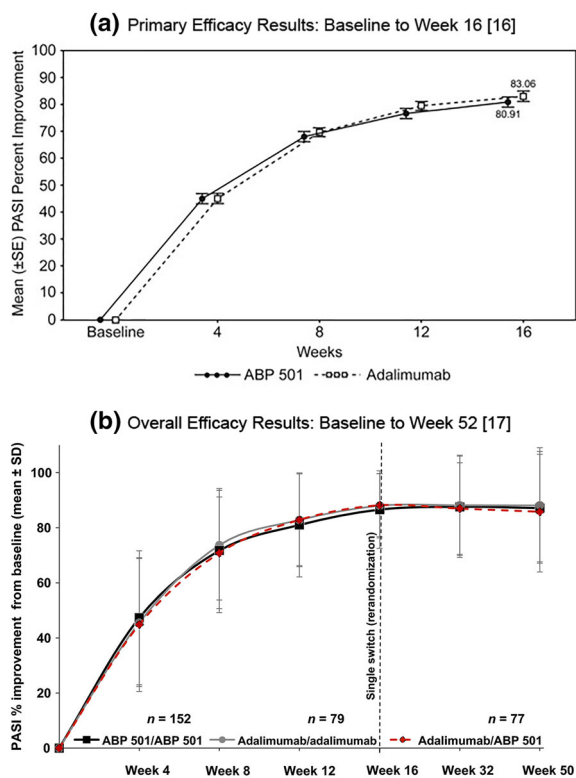 (a) Primary Efficacy Results: Baseline to Week 16 [16]
Mean (±SE) PASI Percent Improvement
100
90
80
70
60
50
40
30
20
10
0
83.06
80.91
Baseline 4 8 12 16
Weeks
ABP 501 Adalimumab
(b) Overall Efficacy Results: Baseline to Week 52 [17]
PASI % improvement from baseline (mean ± SD)
100
80
60
40
20
0
Single switch (rerandomization)
n = 152 n = 79 n = 77
ABP 501/ABP 501 Adalimumab/adalimumab Adalimumab/ABP 501
Week 4 Week 8 Week 12 Week 16 Week 32 Week 50